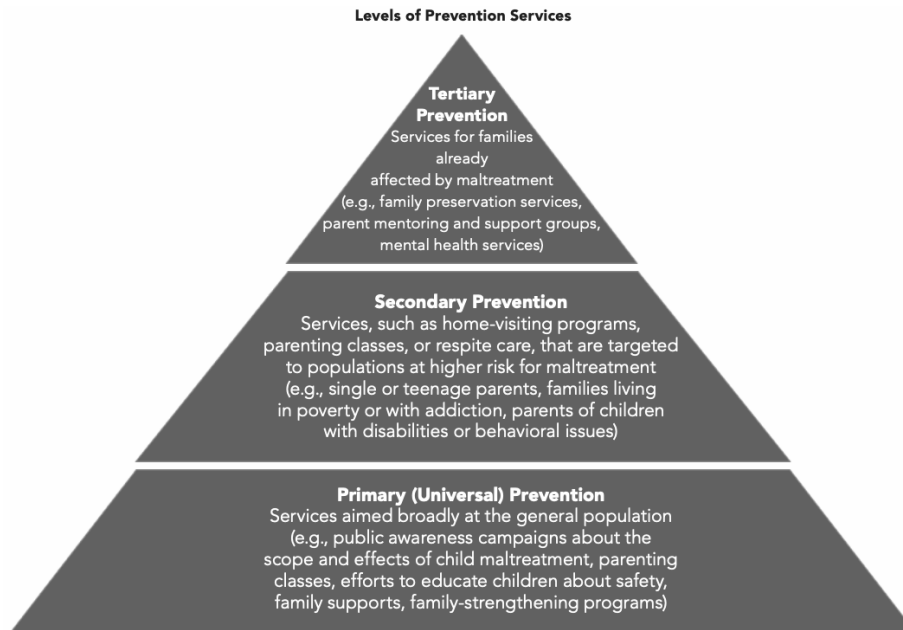 Levels of Prevention Services
Tertiary
Prevention
Services for families
already
affected by maltreatment
(e.g., family preservation services,
parent mentoring and support groups,
mental health services)
Secondary Prevention
Services, such as home-visiting programs,
parenting classes, or respite care, that are targeted
to populations at higher risk for maltreatment
(e.g., single or teenage parents, families living
in poverty or with addiction, parents of children
with disabilities or behavioral issues)
Primary (Universal) Prevention
Services aimed broadly at the general population
(e.g., public awareness campaigns about the
scope and effects of child maltreatment, parenting
classes, efforts to educate children about safety,
family supports, family-strengthening programs)